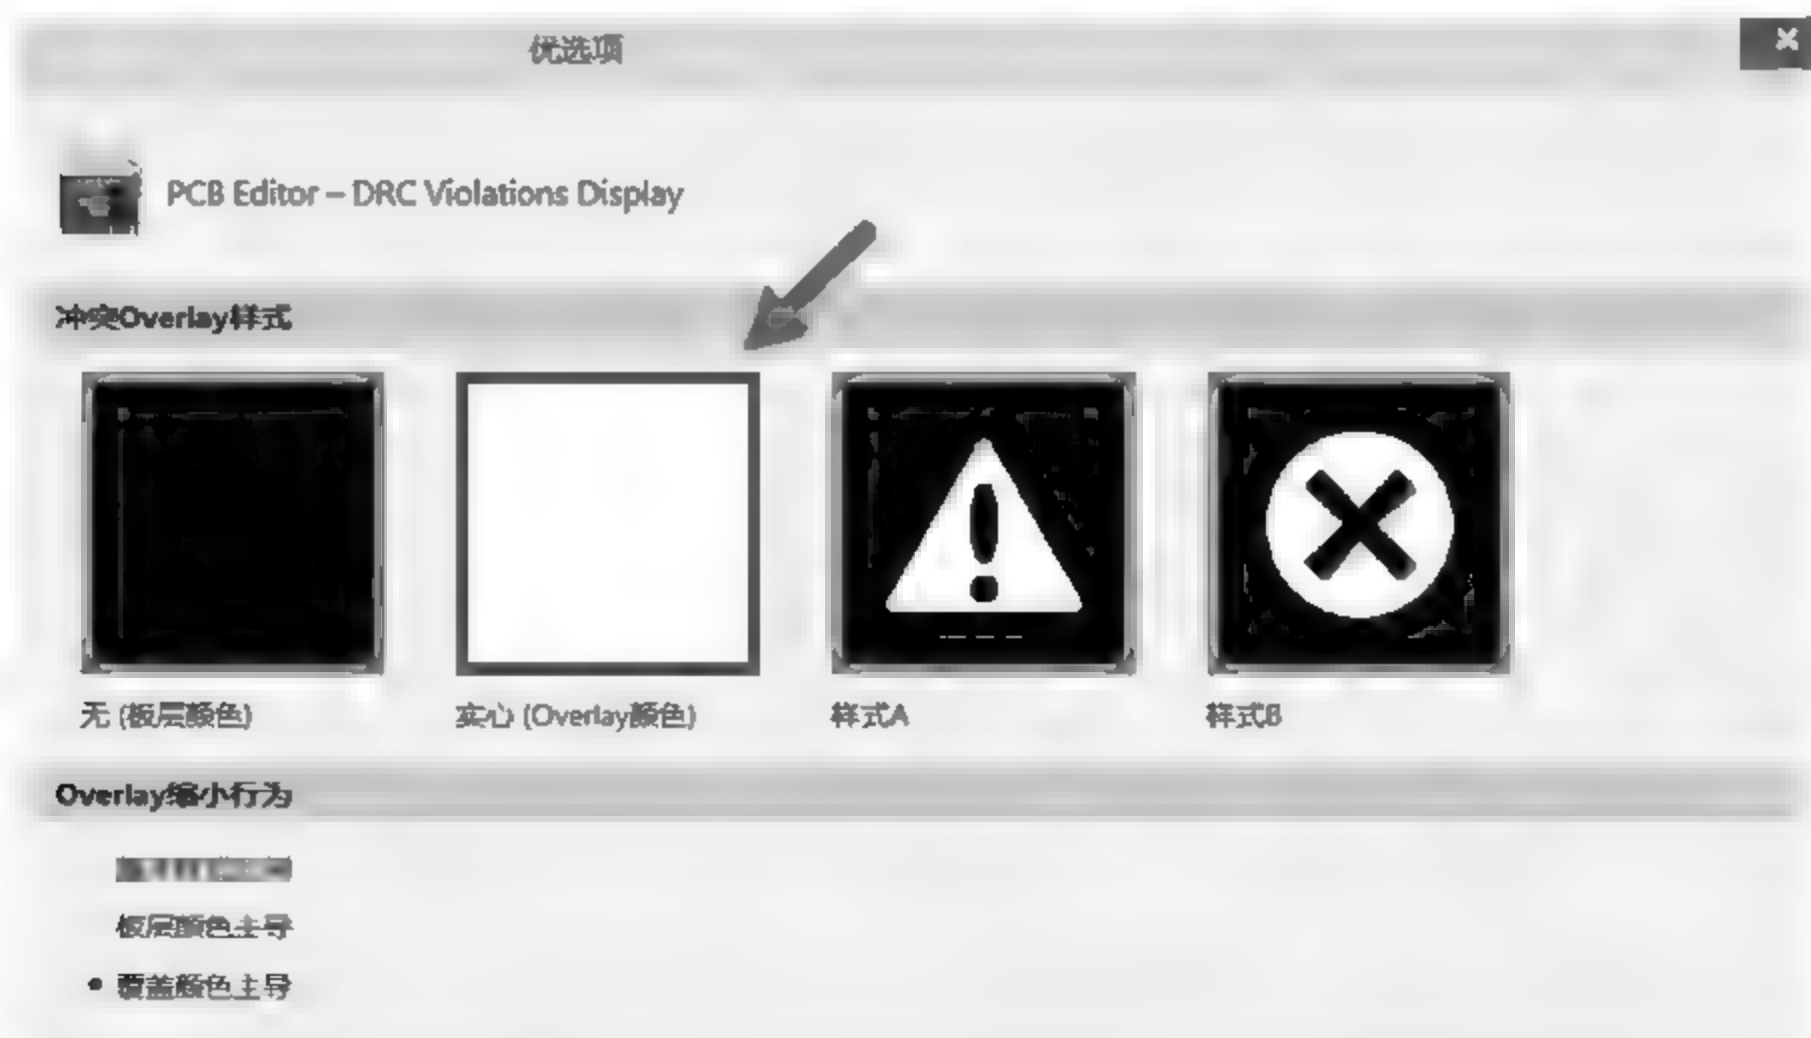 优选项
PCB Editor – DRC Violations Display
冲突Overlay样式
无 (板层颜色)
实心 (Overlay颜色)
样式A
样式B
Overlay缩小行为
板层颜色主导
覆盖颜色主导